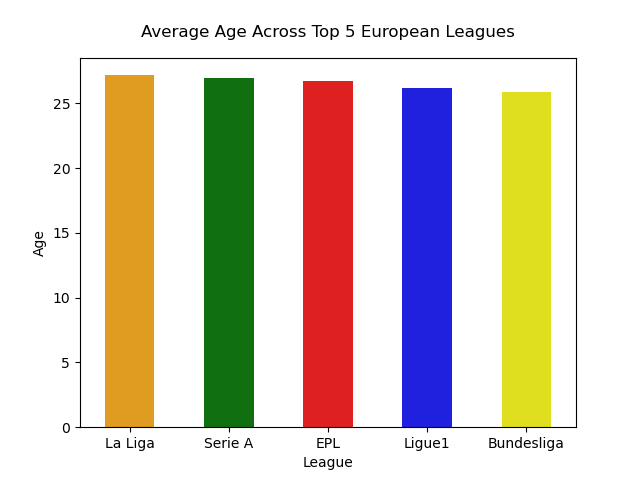 Average Age Across Top 5 European Leagues
25
20
15
10
5
0
Age
La Liga Serie A EPL Ligue1 Bundesliga
League